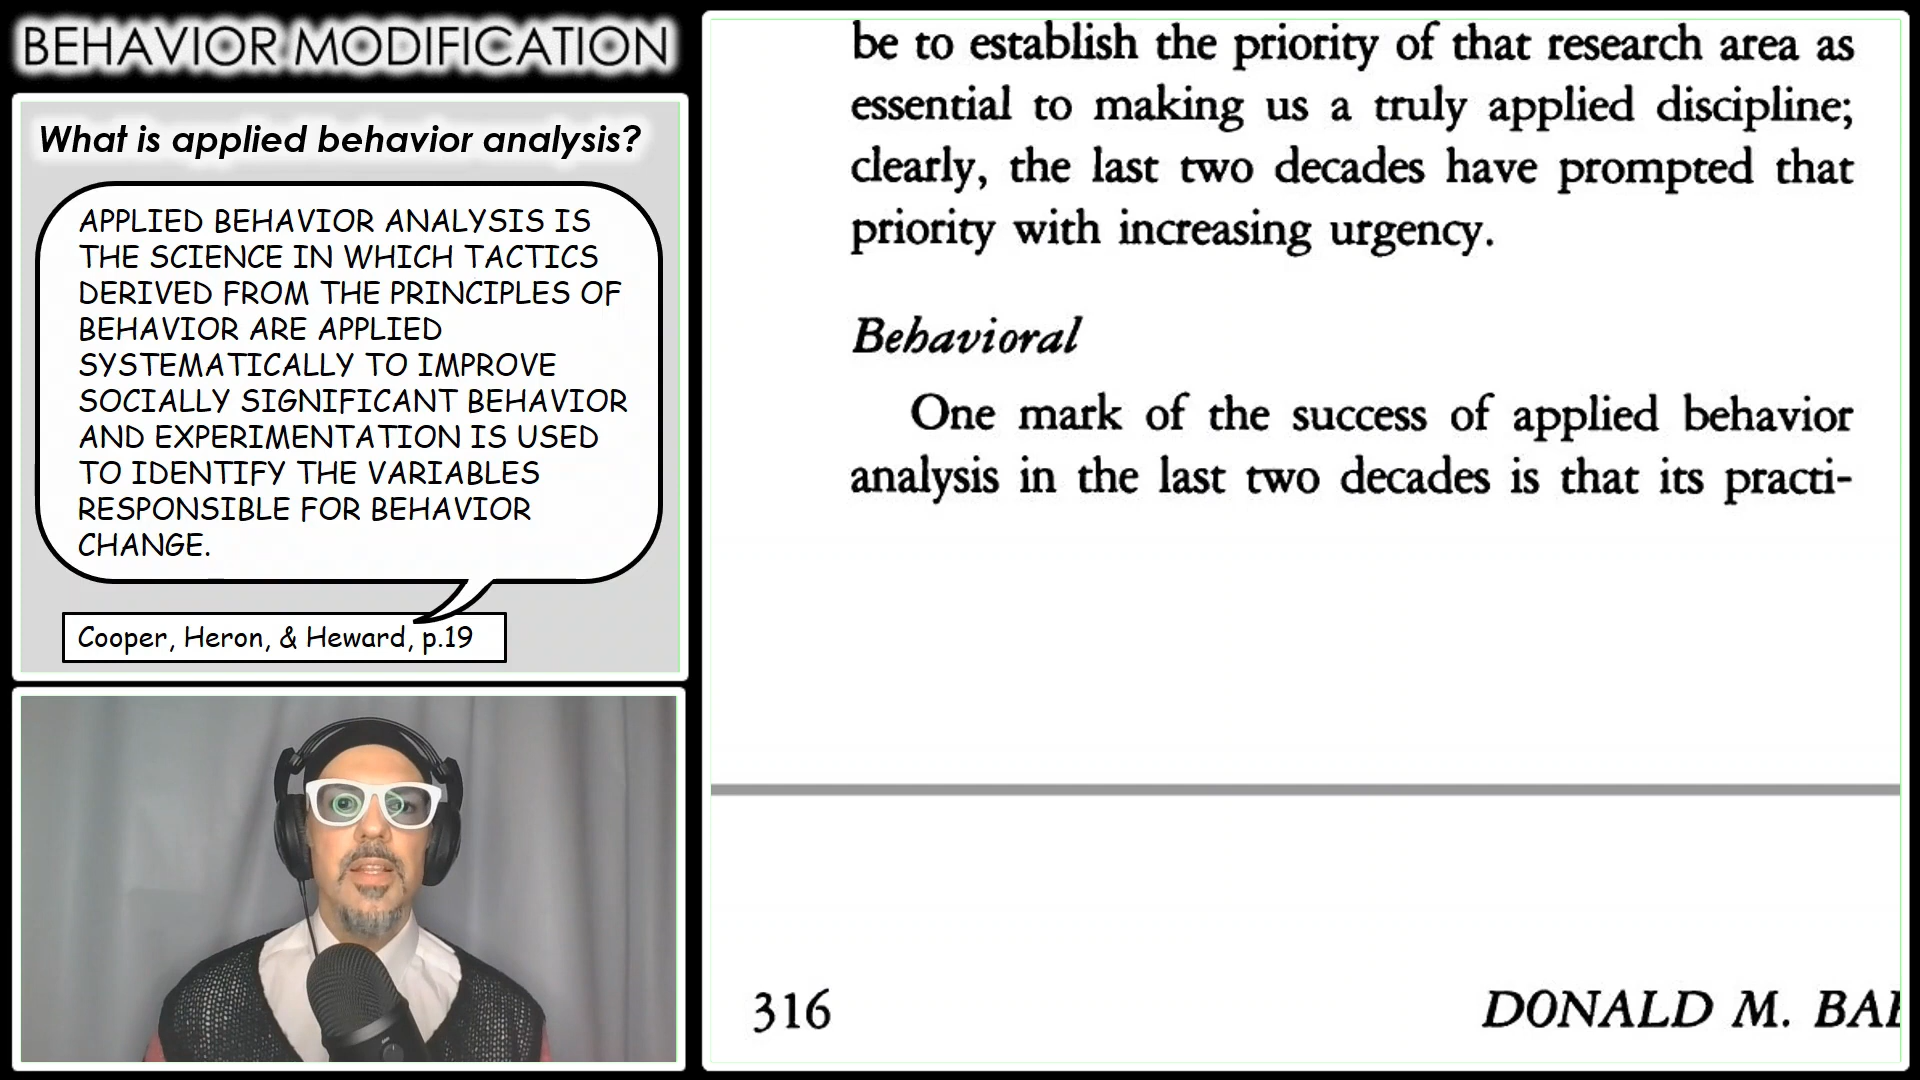 BEHAVIOR MODIFICATION
What is applied behavior analysis?
APPLIED BEHAVIOR ANALYSIS IS
THE SCIENCE IN WHICH TACTICS
DERIVED FROM THE PRINCIPLES OF
BEHAVIOR ARE APPLIED
SYSTEMATICALLY TO IMPROVE
SOCIALLY SIGNIFICANT BEHAVIOR
AND EXPERIMENTATION IS USED
TO IDENTIFY THE VARIABLES
RESPONSIBLE FOR BEHAVIOR
CHANGE.
Cooper, Heron, & Heward, p.19
be to establish the priority of that research area as
essential to making us a truly applied discipline;
clearly, the last two decades have prompted that
priority with increasing urgency.
Behavioral
One mark of the success of applied behavior
analysis in the last two decades is that its practi-
316
DONALD M.